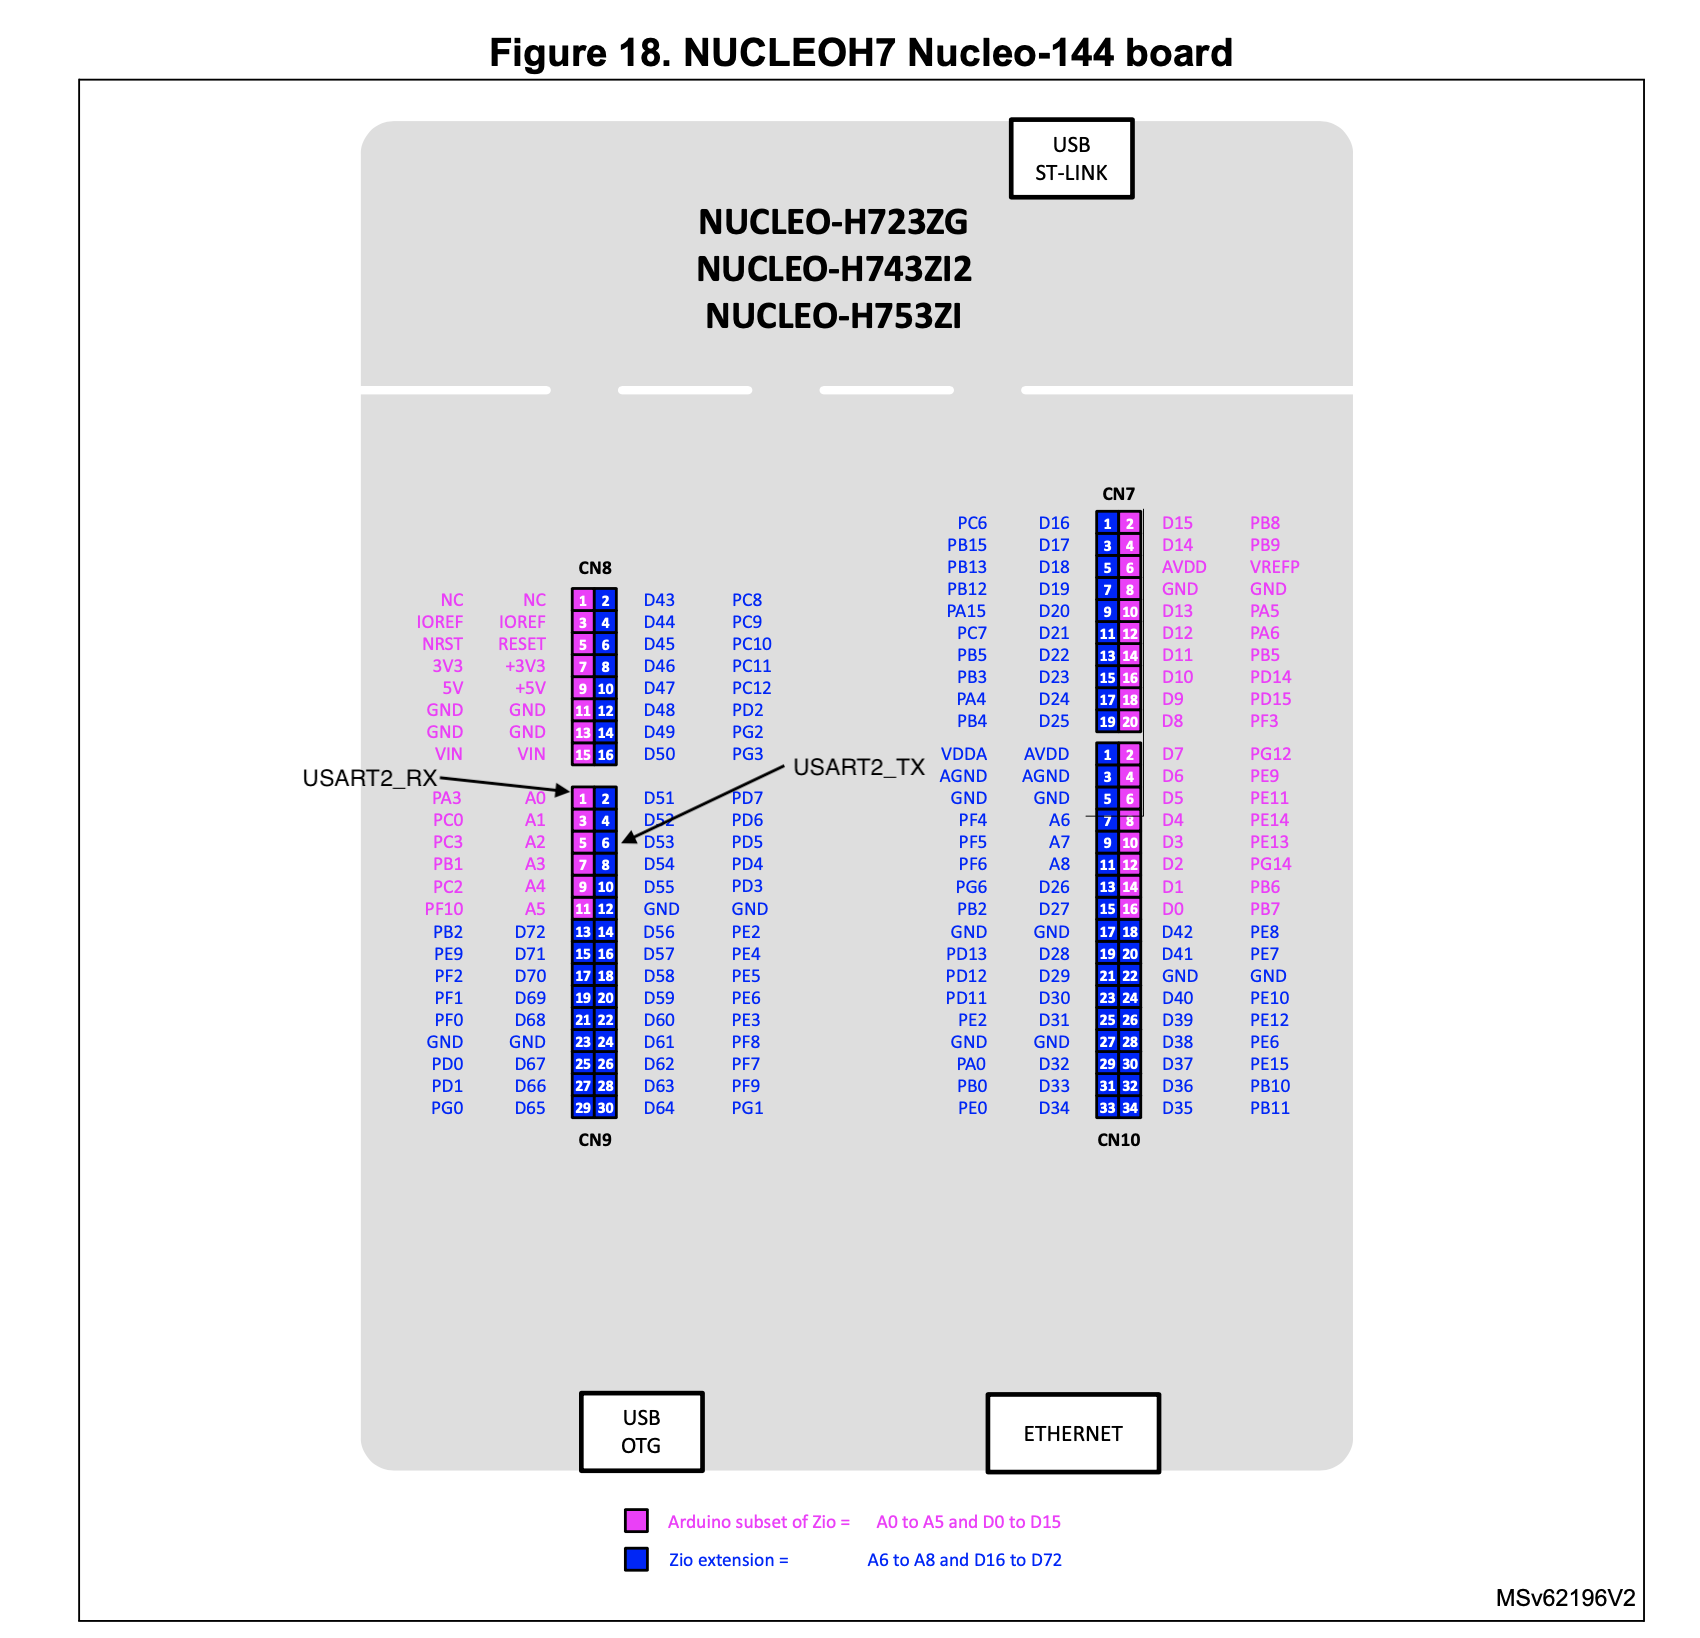 Figure 18. NUCLEOH7 Nucleo-144 board
USB
ST-LINK
NUCLEO-H723ZG
NUCLEO-H743ZI2
NUCLEO-H753ZI
CN8
NC NC 1 2 D43 PC8
IOREF IOREF 3 4 D44 PC9
NRST RESET 5 6 D45 PC10
3V3 +3V3 7 8 D46 PC11
5V +5V 9 10 D47 PC12
GND GND 11 12 D48 PD2
GND GND 13 14 D49 PG2
VIN VIN 15 16 D50 PG3
USART2_RX
USART2_TX
PA3 A0 1 2 D51 PD7
PC0 A1 3 4 D52 PD6
PC3 A2 5 6 D53 PD5
PB1 A3 7 8 D54 PD4
PC2 A4 9 10 D55 PD3
PF10 A5 11 12 GND GND
PB2 D72 13 14 D56 PE2
PE9 D71 15 16 D57 PE4
PF2 D70 17 18 D58 PE5
PF1 D69 19 20 D59 PE6
PF0 D68 21 22 D60 PE3
GND GND 23 24 D61 PF8
PD0 D67 25 26 D62 PF7
PD1 D66 27 28 D63 PF9
PG0 D65 29 30 D64 PG1
CN9
CN7
PC6 D16 1 2 D15 PB8
PB15 D17 3 4 D14 PB9
PB13 D18 5 6 AVDD VREFP
PB12 D19 7 8 GND GND
PA15 D20 9 10 D13 PA5
PC7 D21 11 12 D12 PA6
PB5 D22 13 14 D11 PB5
PB3 D23 15 16 D10 PD14
PA4 D24 17 18 D9 PD15
PB4 D25 19 20 D8 PF3
VDDA AVDD 1 2 D7 PG12
AGND AGND 3 4 D6 PE9
GND GND 5 6 D5 PE11
PF4 A6 7 8 D4 PE14
PF5 A7 9 10 D3 PE13
PF6 A8 11 12 D2 PG14
PG6 D26 13 14 D1 PB6
PB2 D27 15 16 D0 PB7
GND GND 17 18 D42 PE8
PD13 D28 19 20 D41 PE7
PD12 D29 21 22 GND GND
PD11 D30 23 24 D40 PE10
PE2 D31 25 26 D39 PE12
GND GND 27 28 D38 PE6
PA0 D32 29 30 D37 PE15
PB0 D33 31 32 D36 PB10
PE0 D34 33 34 D35 PB11
CN10
USB
OTG
ETHERNET
Arduino subset of Zio = A0 to A5 and D0 to D15
Zio extension = A6 to A8 and D16 to D72
MSv62196V2